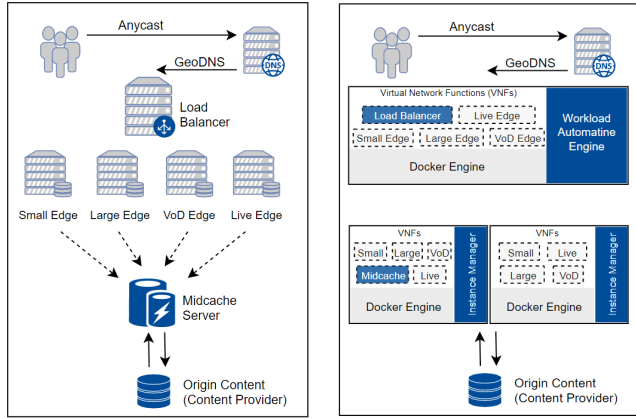 Anycast
GeoDNS
DNS
Load
Balancer
Small Edge
Large Edge
VoD Edge
Live Edge
Midcache
Server
Origin Content
(Content Provider)
Anycast
GeoDNS
DNS
Virtual Network Functions (VNFs)
Load Balancer
Live Edge
Small Edge
Large Edge
VoD Edge
Docker Engine
Workload
Automatine
Engine
VNFs
Small
Large
VoD
Midcache
Live
Docker Engine
Instance Manager
VNFs
Small
Live
Large
VoD
Docker Engine
Instance Manager
Origin Content
(Content Provider)